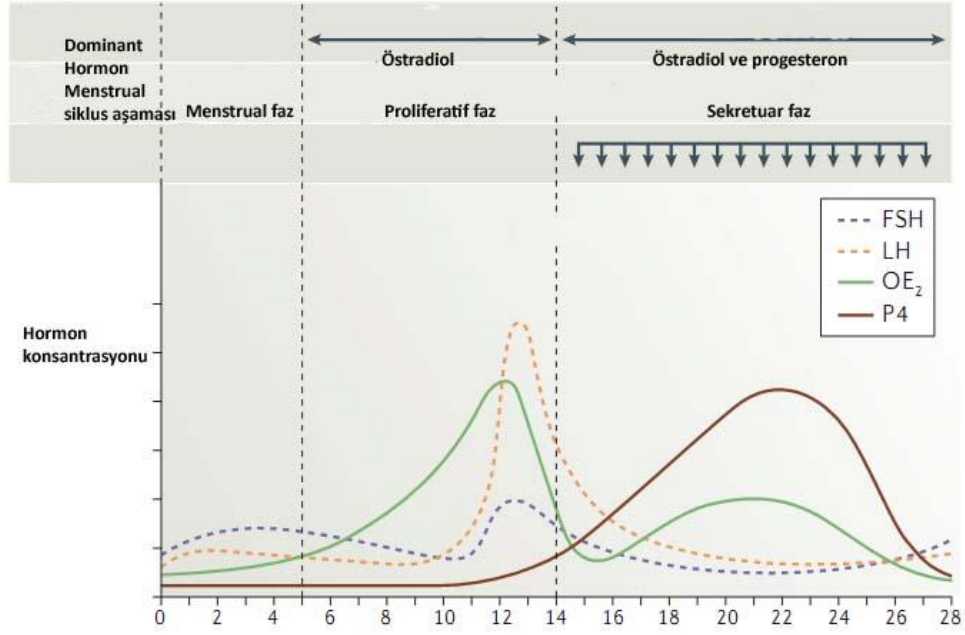 Dominant
Hormon
Menstrual
siklus aşaması
Östradiol
Östradiol ve progesteron
Menstrual faz
Proliferatif faz
Sekretuar faz
FSH
LH
OE₂
P4
Hormon
konsantrasyonu
0 2 4 6 8 10 12 14 16 18 20 21 22 24 26 28